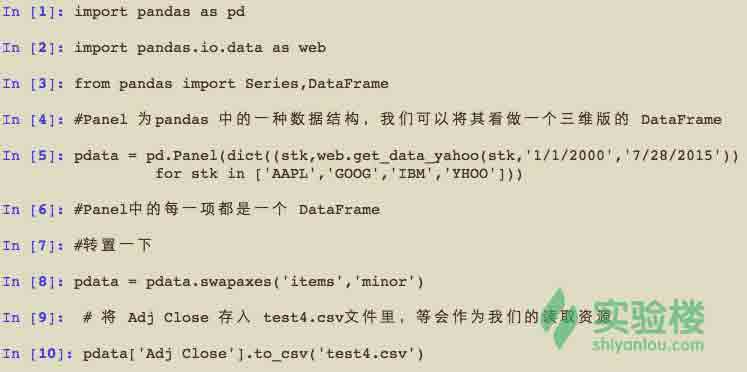 In [1]: import pandas as pd
In [2]: import pandas.io.data as web
In [3]: from pandas import Series,DataFrame
In [4]: #Panel 为pandas 中的一种数据结构，我们可以将其看做一个三维版的 DataFrame
In [5]: pdata = pd.Panel(dict((stk,web.get_data_yahoo(stk,'1/1/2000','7/28/2015'))
for stk in ['AAPL','GOOG','IBM','YHOO']))
In [6]: #Panel中的每一项都是一个 DataFrame
In [7]: #转置一下
In [8]: pdata = pdata.swapaxes('items','minor')
In [9]: # 将 Adj Close 存入 test4.csv文件里，等会作为我们的读取资源
In [10]: pdata['Adj Close'].to_csv('test4.csv')
实验楼
shiyanlou.com